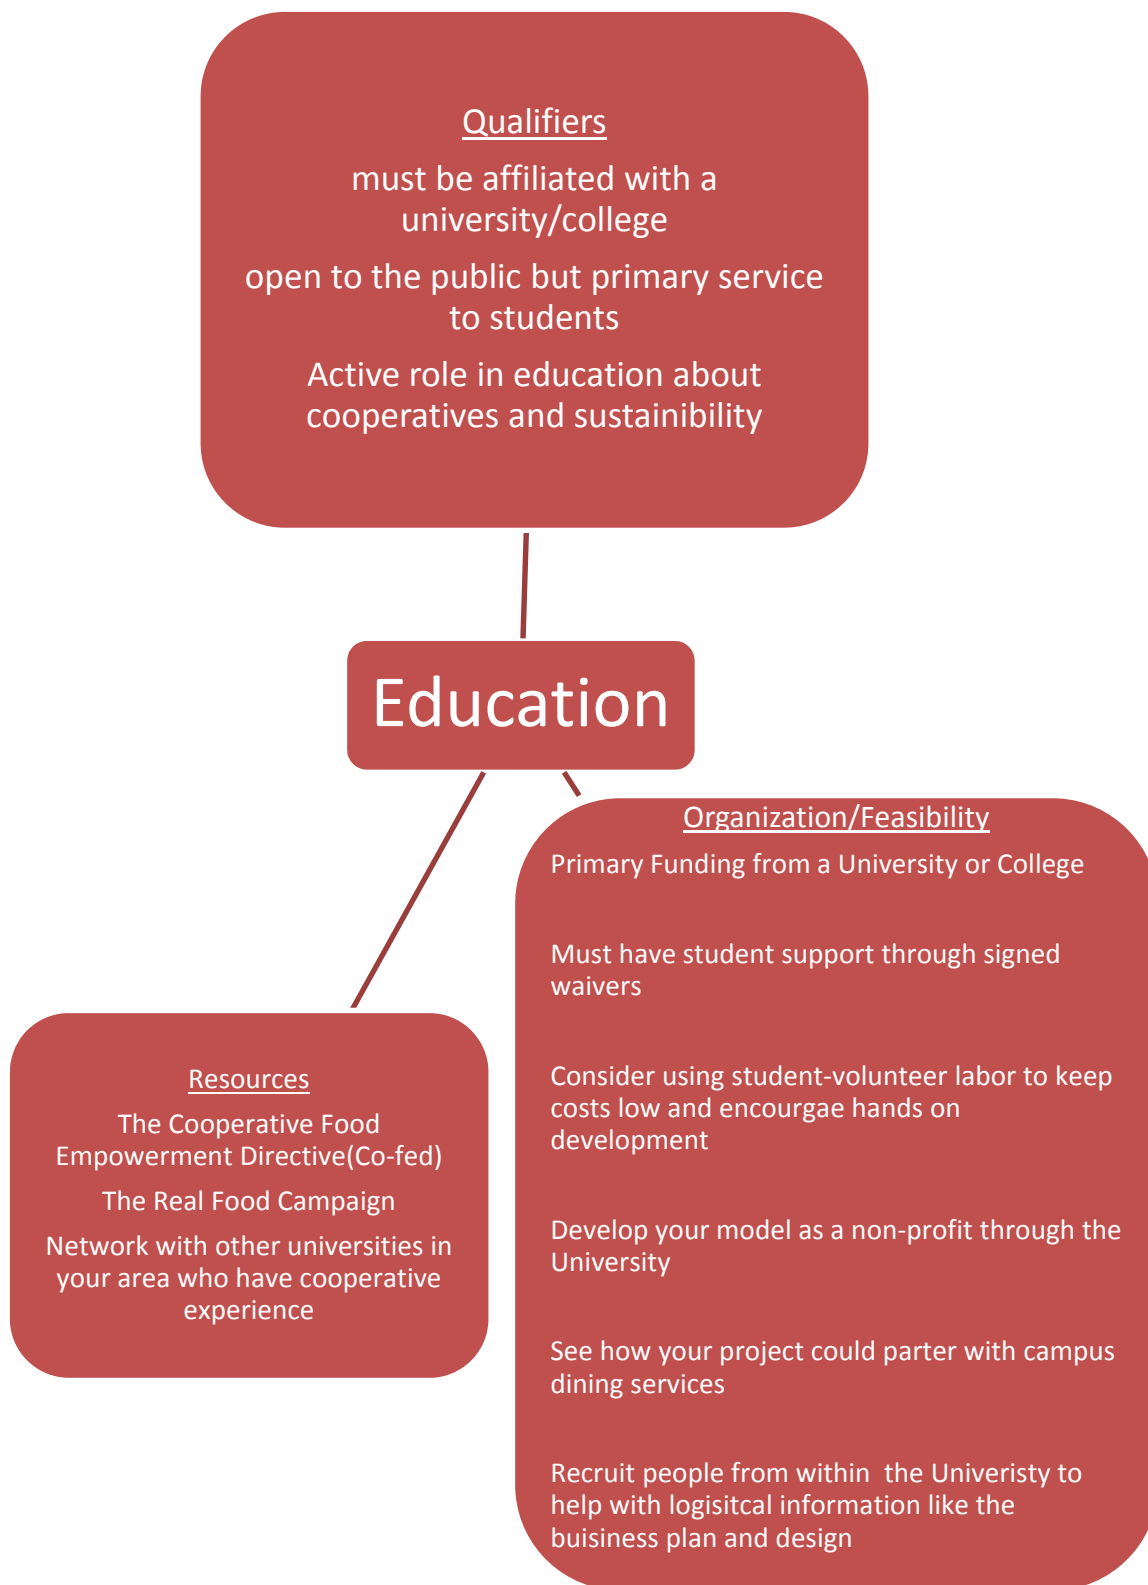 Qualifiers
must be affiliated with a
university/college
open to the public but primary service
to students
Active role in education about
cooperatives and sustainibility
Education
Organization/Feasibility
Primary Funding from a University or College
Must have student support through signed
waivers
Consider using student-volunteer labor to keep
costs low and encourgae hands on
development
Develop your model as a non-profit through the
University
See how your project could parter with campus
dining services
Recruit people from within  the Univeristy to
help with logisitcal information like the
buisiness plan and design
Resources
The Cooperative Food
Empowerment Directive(Co-fed)
The Real Food Campaign
Network with other universities in
your area who have cooperative
experience